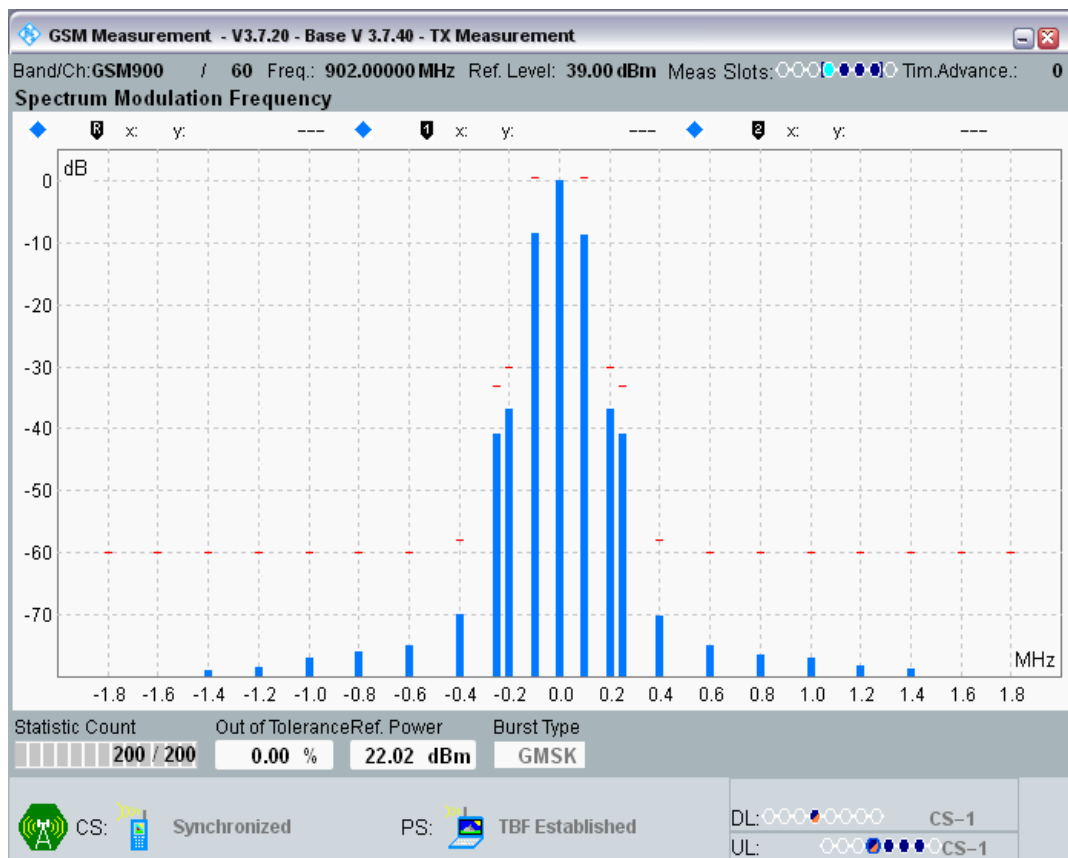 GSM Measurement - V3.7.20 - Base V 3.7.40 - TX Measurement
Band/Ch:GSM900 / 60 Freq.: 902.00000 MHz Ref. Level: 39.00 dBm Meas Slots: Tim.Advance.: 0
Spectrum Modulation Frequency
R x: y: --- 1 x: y: --- 2 x: y: ---
dB
0
-10
-20
-30
-40
-50
-60
-70
MHz
-1.8 -1.6 -1.4 -1.2 -1.0 -0.8 -0.6 -0.4 -0.2 0.0 0.2 0.4 0.6 0.8 1.0 1.2 1.4 1.6 1.8
Statistic Count Out of Tolerance Ref. Power Burst Type
200 / 200 0.00 % 22.02 dBm GMSK
CS: Synchronized PS: TBF Established
DL: CS-1
UL: CS-1